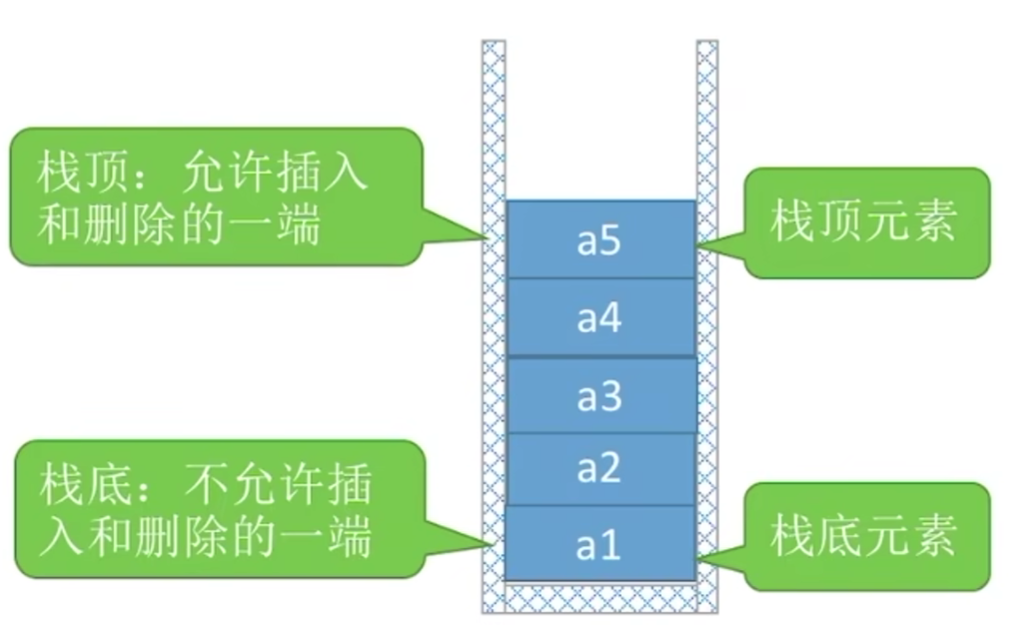 栈顶：允许插入
和删除的一端
栈顶元素
a5
a4
a3
a2
a1
栈底：不允许插
入和删除的一端
栈底元素